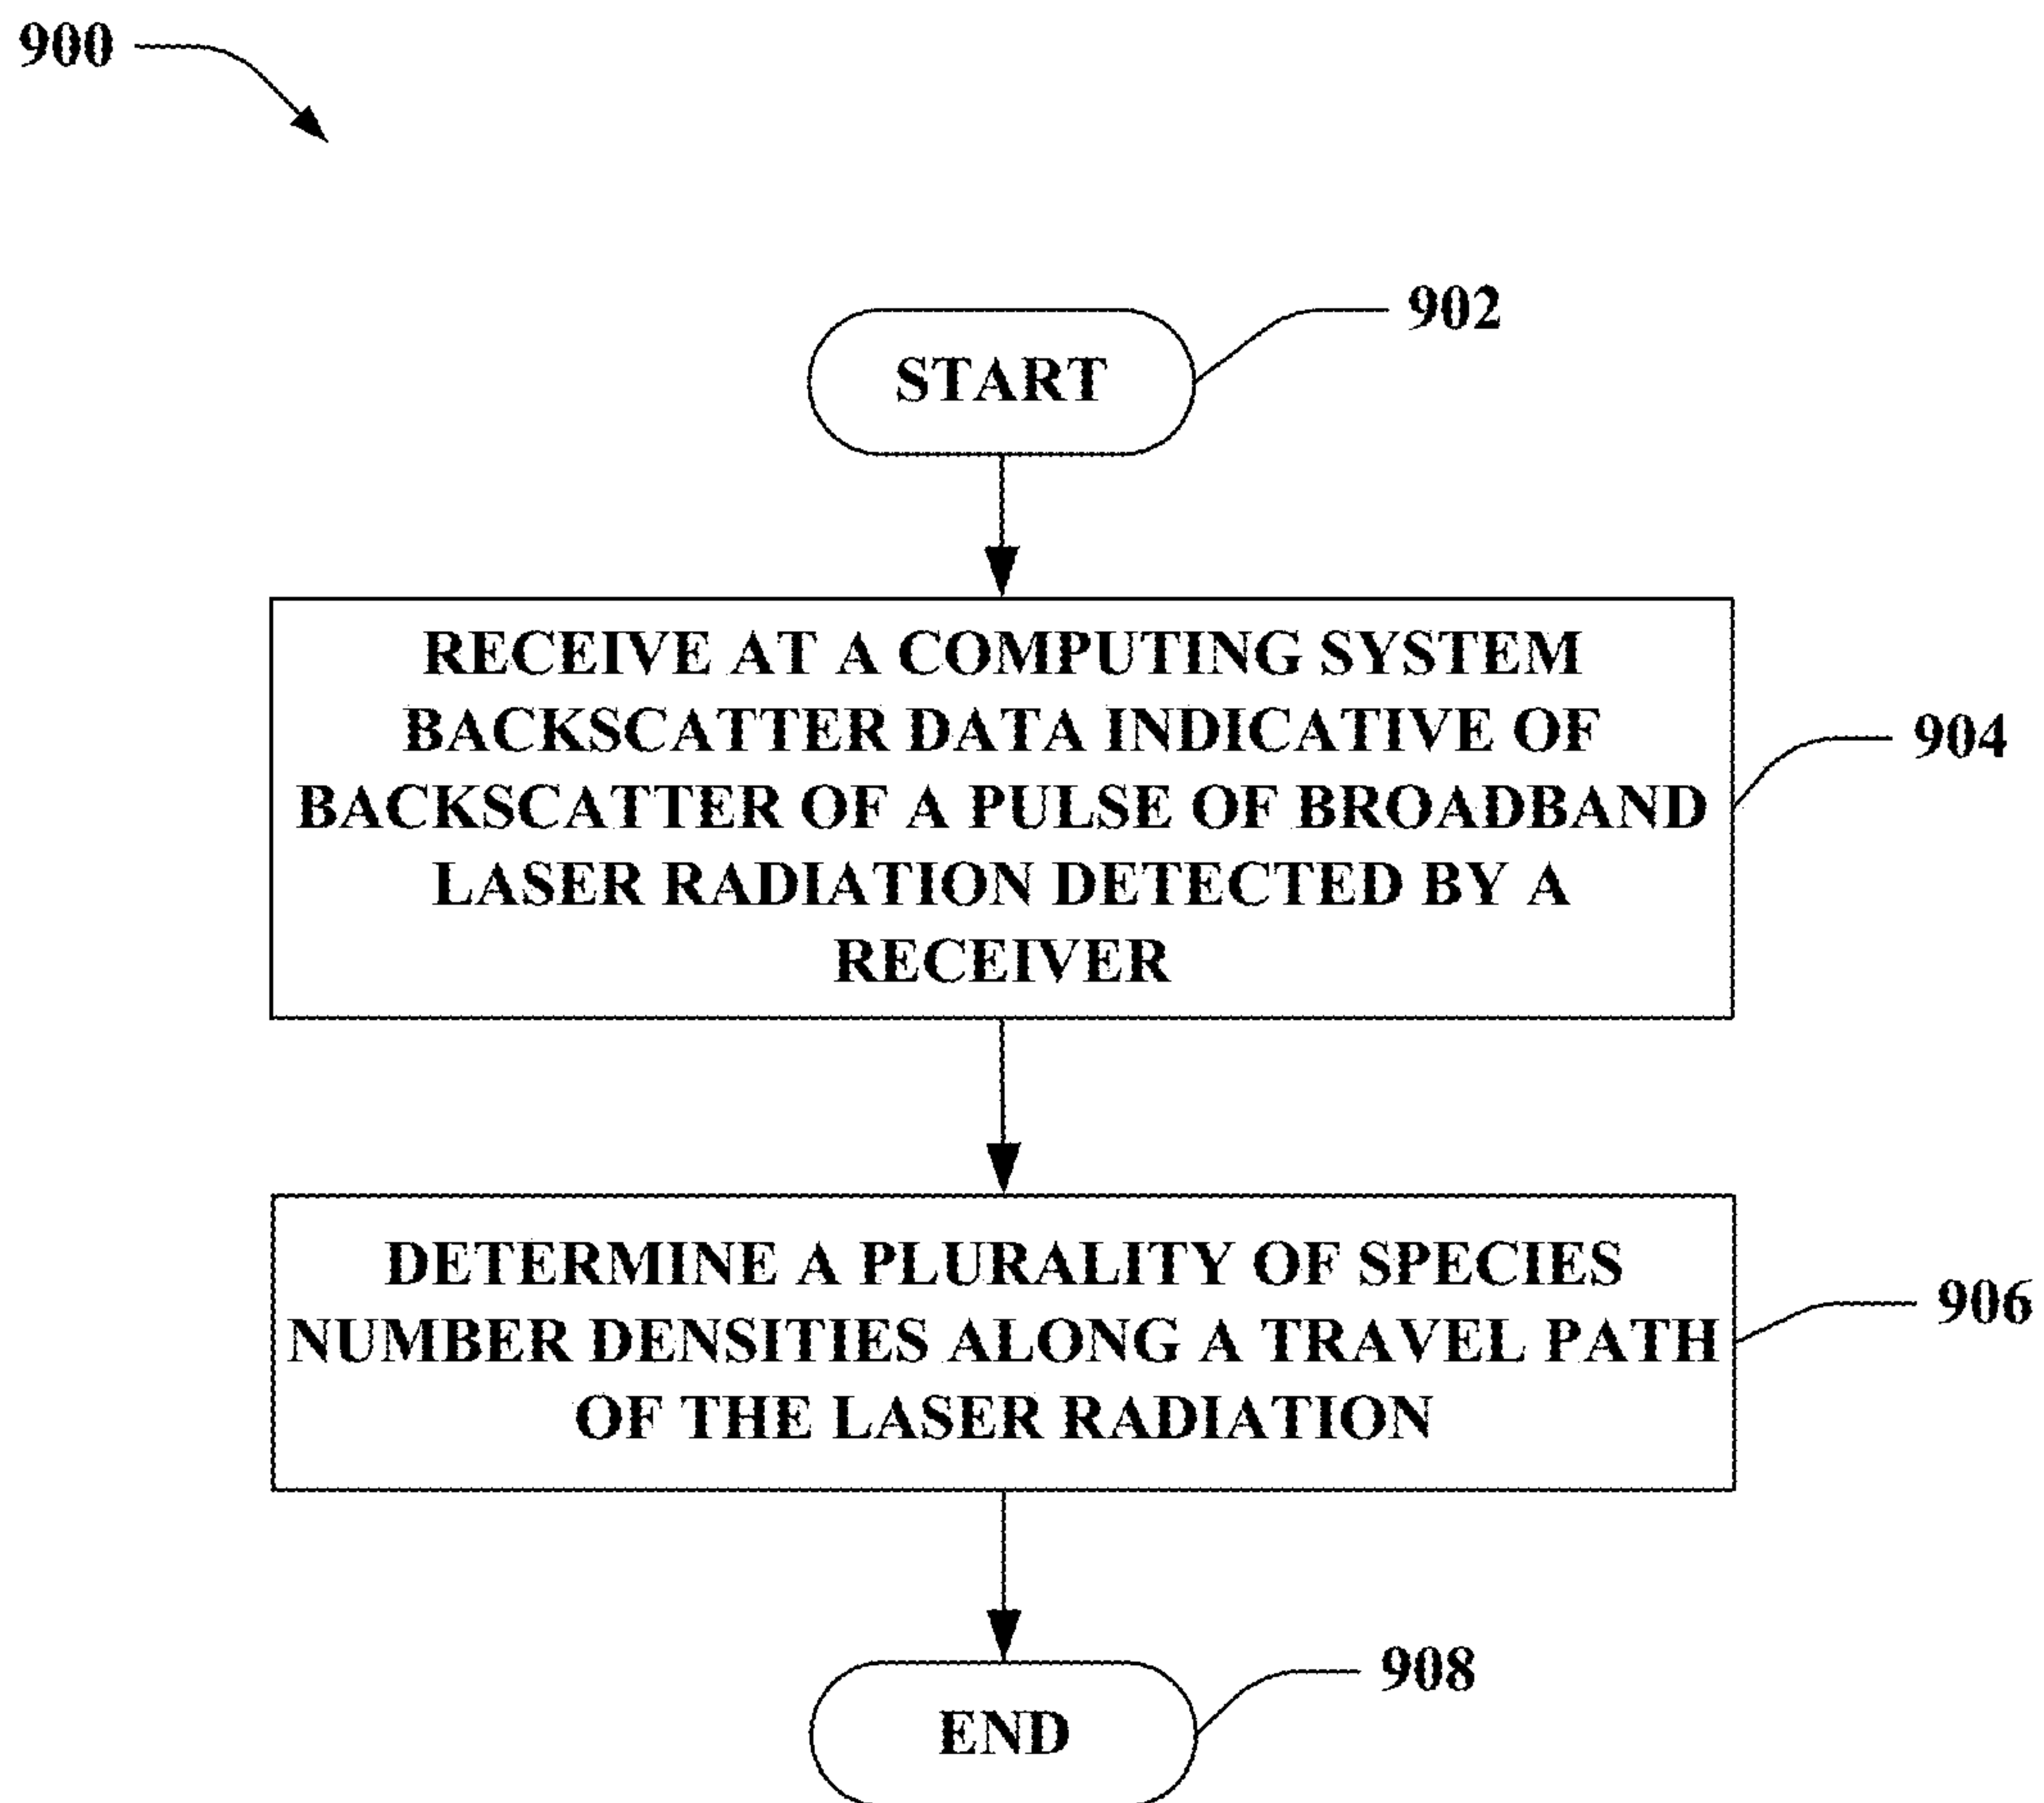 900
902
START
RECEIVE AT A COMPUTING SYSTEM
BACKSCATTER DATA INDICATIVE OF
BACKSCATTER OF A PULSE OF BROADBAND
LASER RADIATION DETECTED BY A
RECEIVER
904
DETERMINE A PLURALITY OF SPECIES
NUMBER DENSITIES ALONG A TRAVEL PATH
OF THE LASER RADIATION
906
908
END